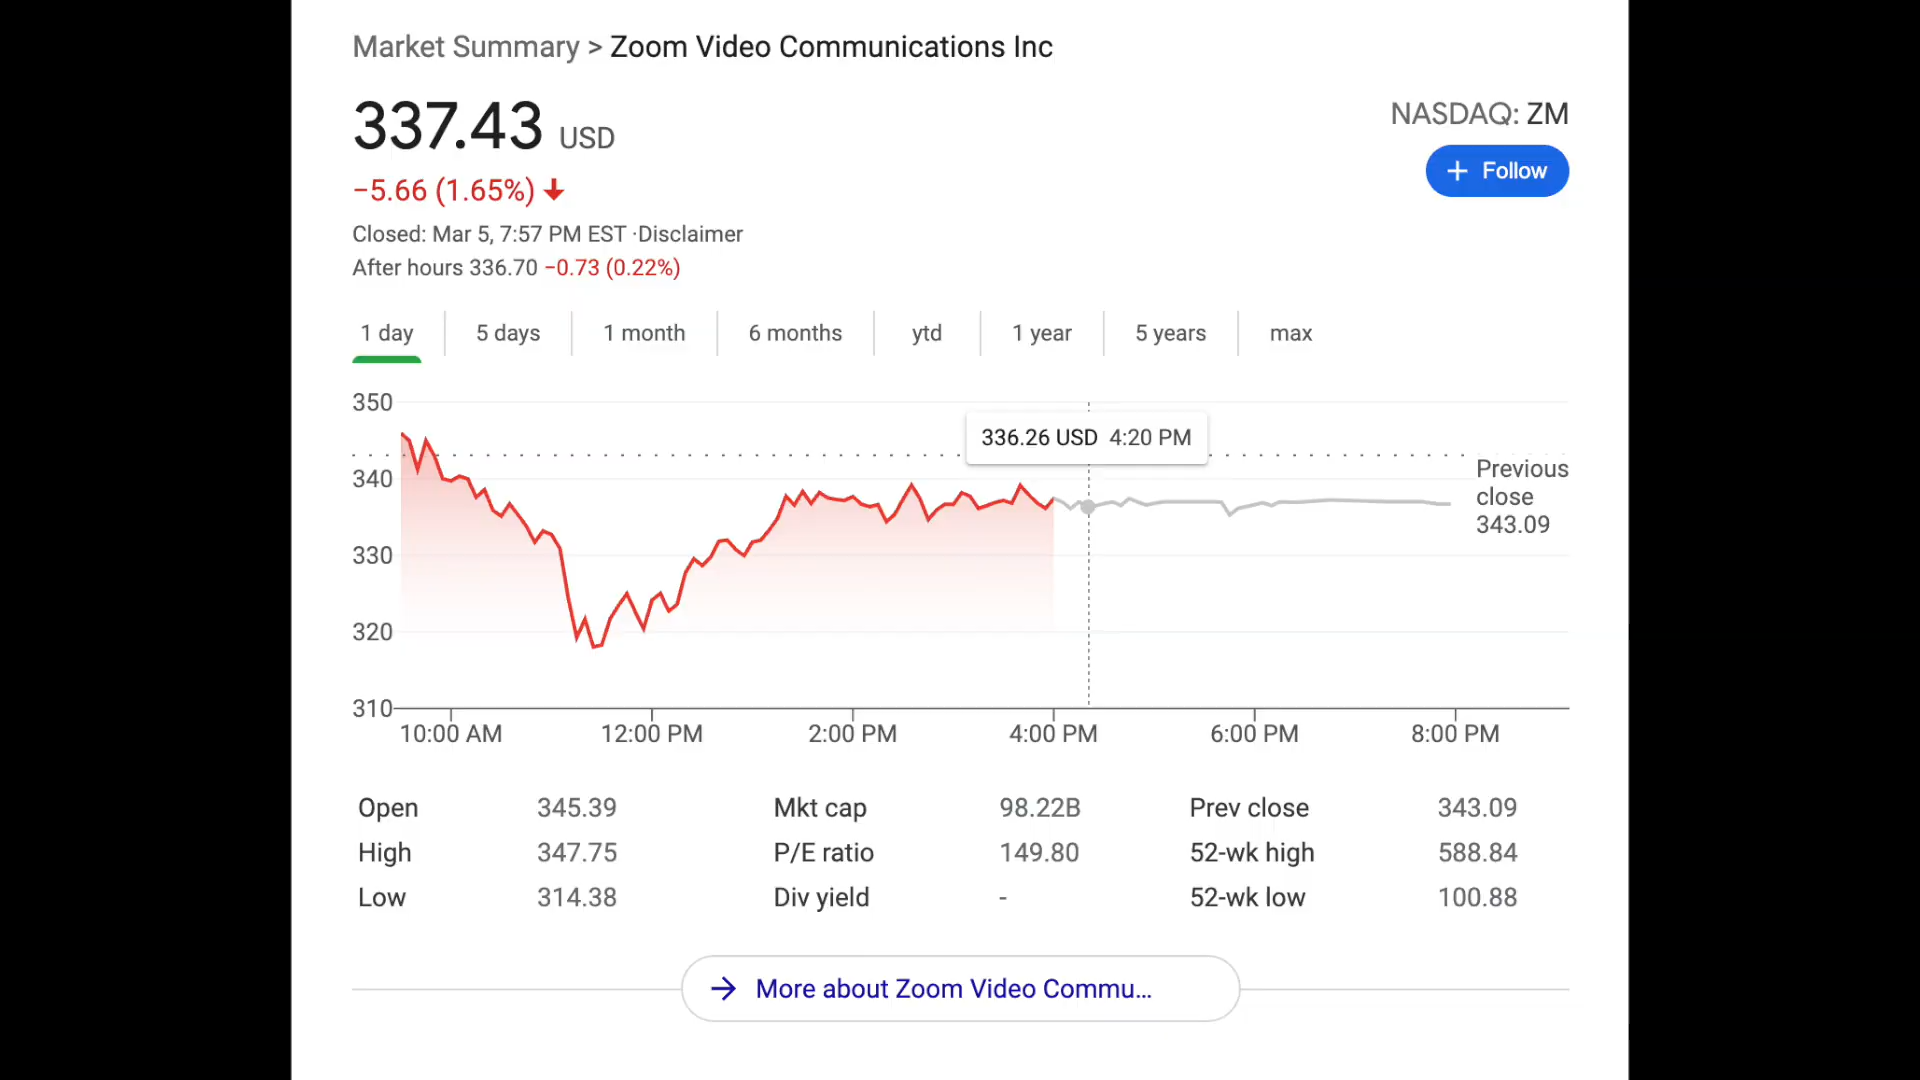 Market Summary > Zoom Video Communications Inc
337.43 USD
NASDAQ: ZM
+ Follow
−5.66 (1.65%)
Closed: Mar 5, 7:57 PM EST ·Disclaimer
After hours 336.70 −0.73 (0.22%)
1 day 5 days 1 month 6 months ytd 1 year 5 years max
350
336.26 USD 4:20 PM
340
Previous
close
343.09
330
320
310
10:00 AM 12:00 PM 2:00 PM 4:00 PM 6:00 PM 8:00 PM
Open 345.39 Mkt cap 98.22B Prev close 343.09
High 347.75 P/E ratio 149.80 52-wk high 588.84
Low 314.38 Div yield - 52-wk low 100.88
More about Zoom Video Commu...